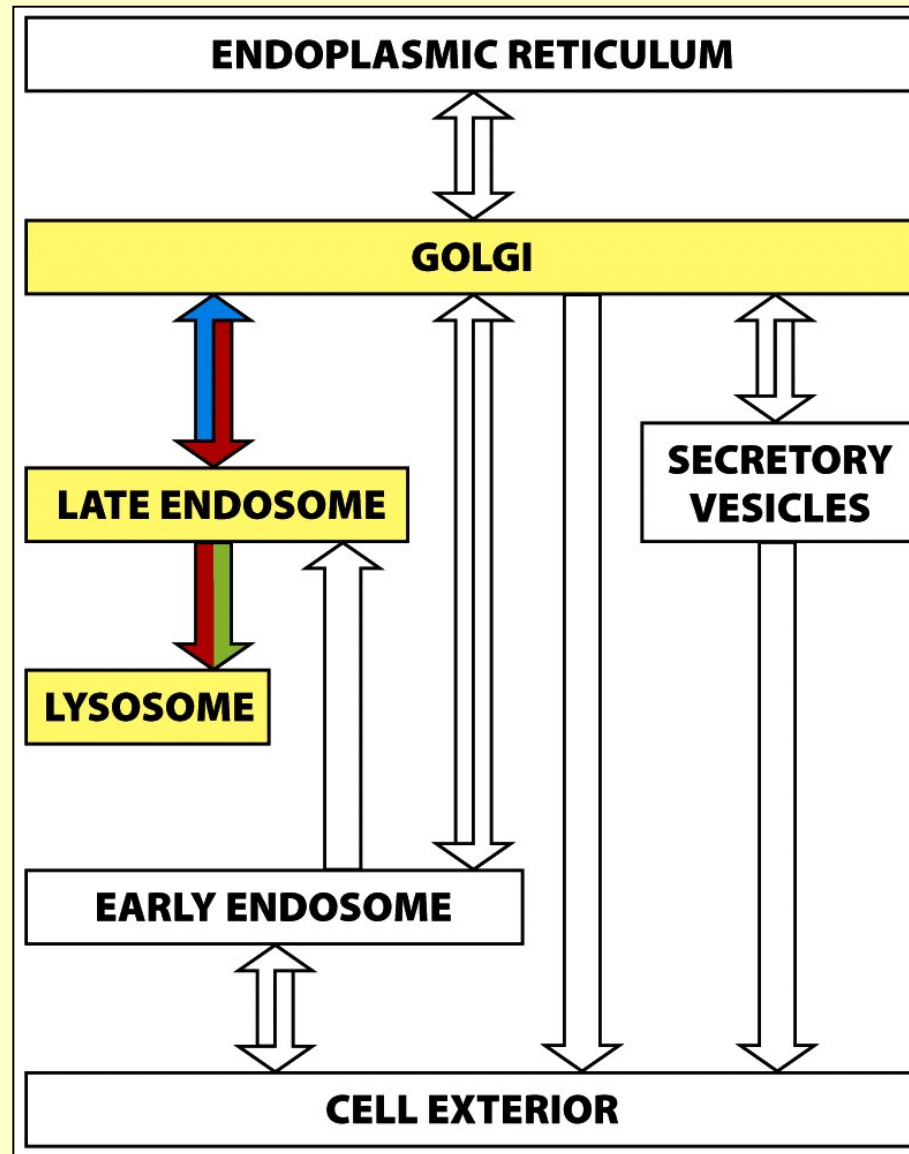 ENDOPLASMIC RETICULUM
GOLGI
LATE ENDOSOME
SECRETORY
VESICLES
LYSOSOME
EARLY ENDOSOME
CELL EXTERIOR